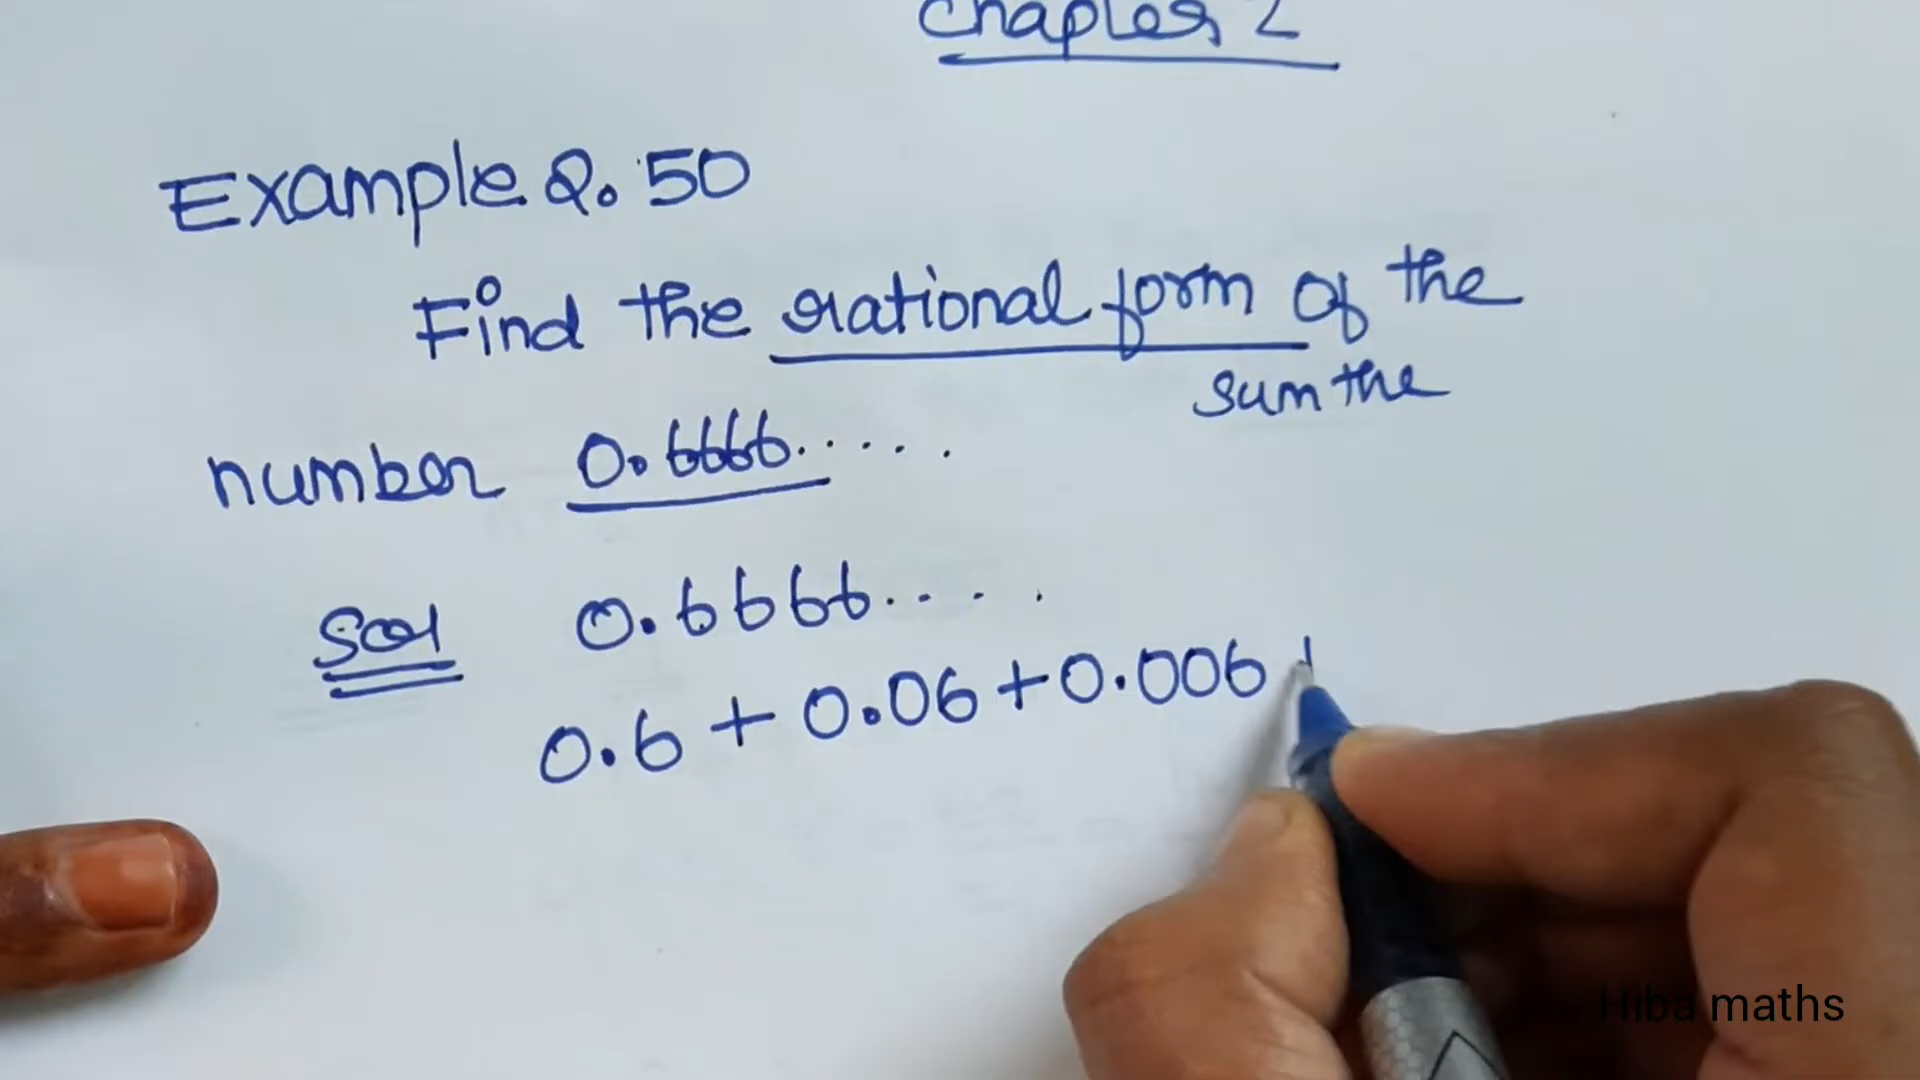 Chapter 2
Example 2.50
Find the rational form of the
sum the
number 0.6666.....
Sol 0.6666....
0.6 + 0.06 + 0.006
Hiba maths